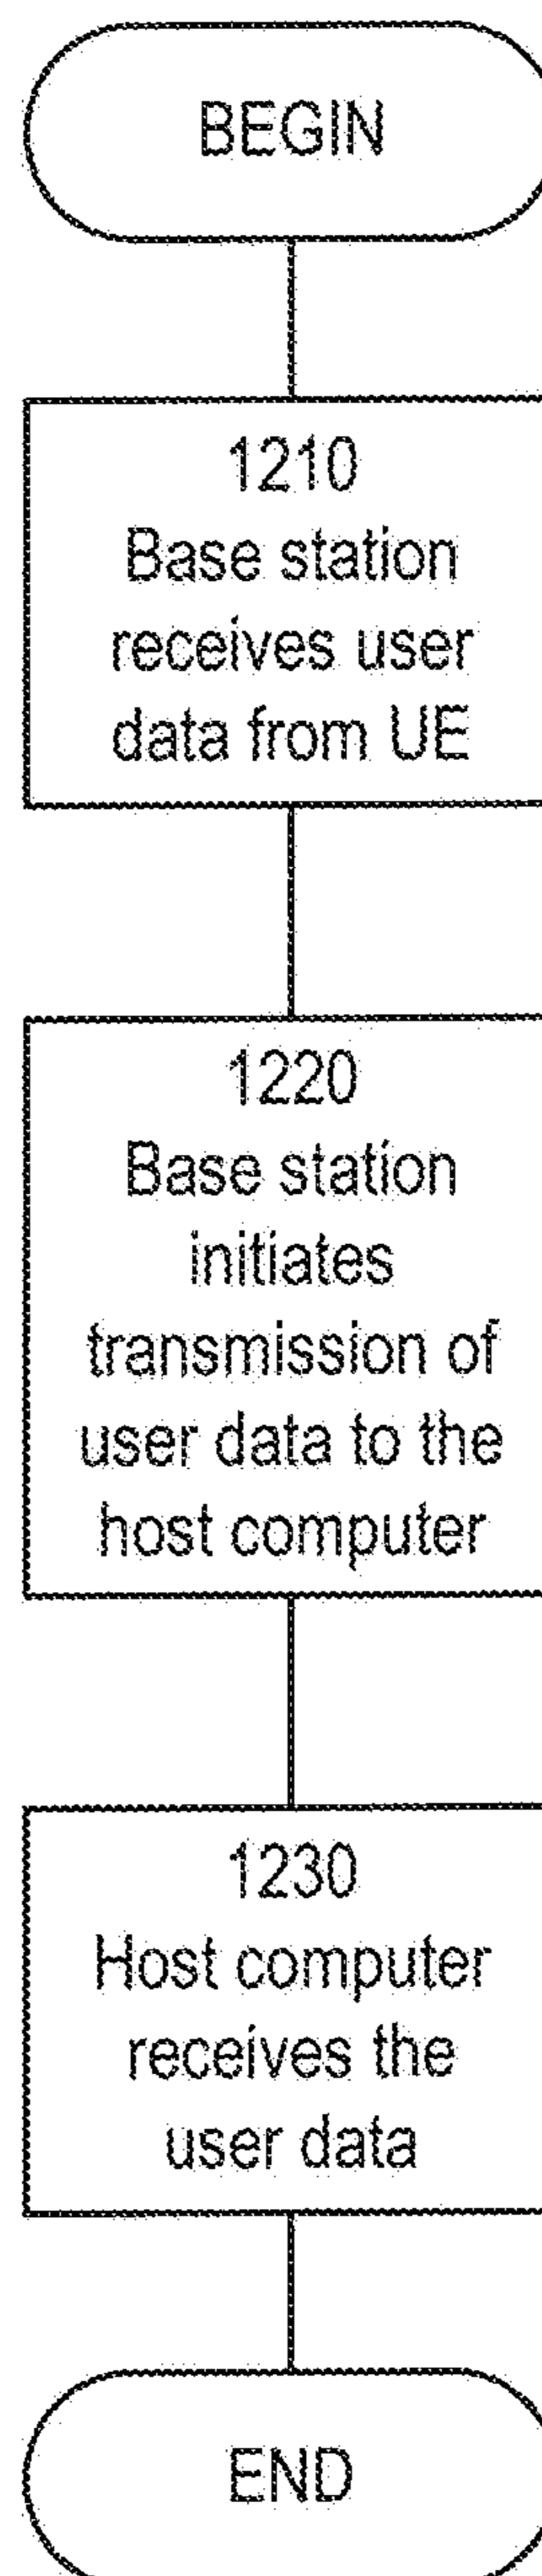 BEGIN
1210
Base station
receives user
data from UE
1220
Base station
initiates
transmission of
user data to the
host computer
1230
Host computer
receives the
user data
END